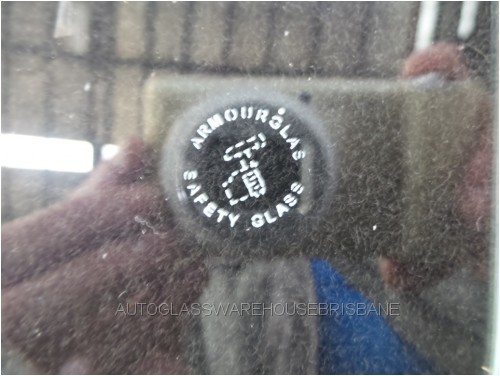 ARMOURGLAS
SAFETY GLASS
AUTOGLASSWAREHOUSEBRISBANE